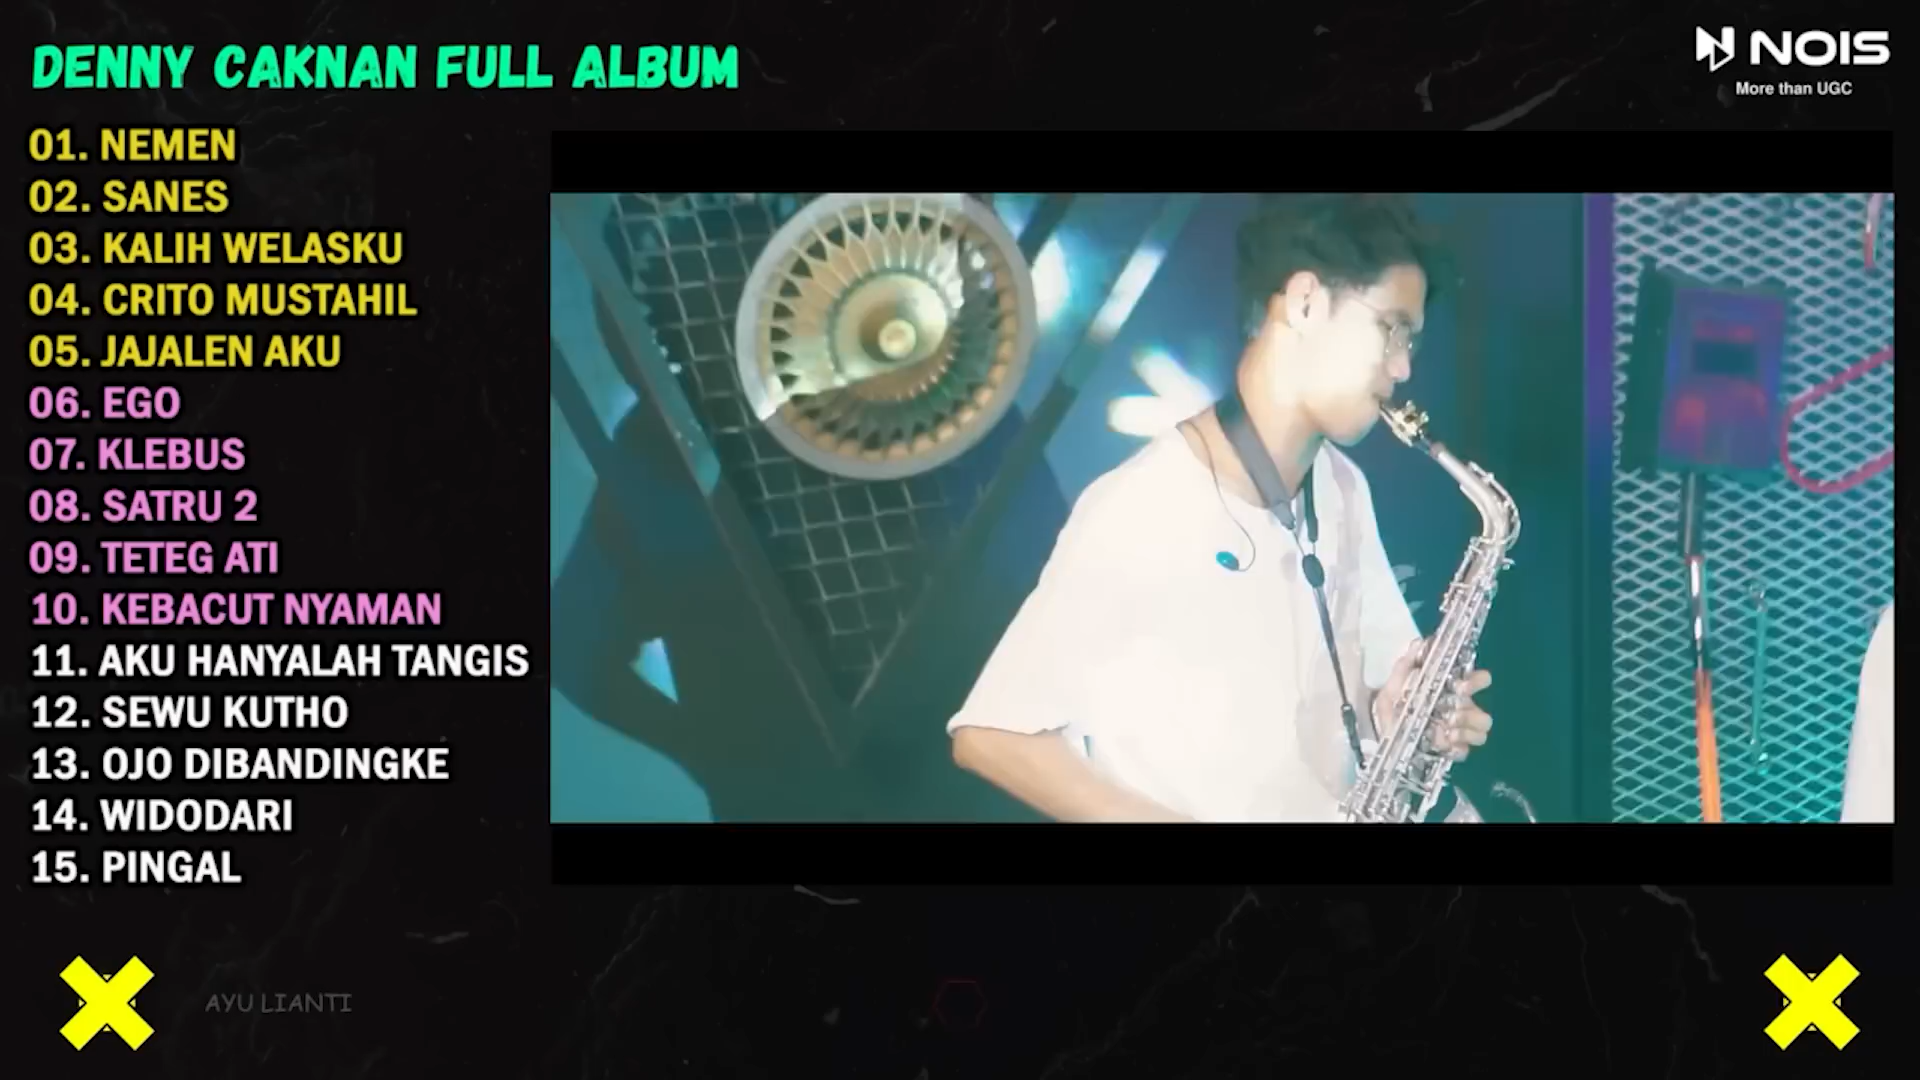 DENNY CAKNAN FULL ALBUM
NOIS
More than UGC
01. NEMEN
02. SANES
03. KALIH WELASKU
04. CRITO MUSTAHIL
05. JAJALEN AKU
06. EGO
07. KLEBUS
08. SATRU 2
09. TETEG ATI
10. KEBACUT NYAMAN
11. AKU HANYALAH TANGIS
12. SEWU KUTHO
13. OJO DIBANDINGKE
14. WIDODARI
15. PINGAL
AYU LIANTI